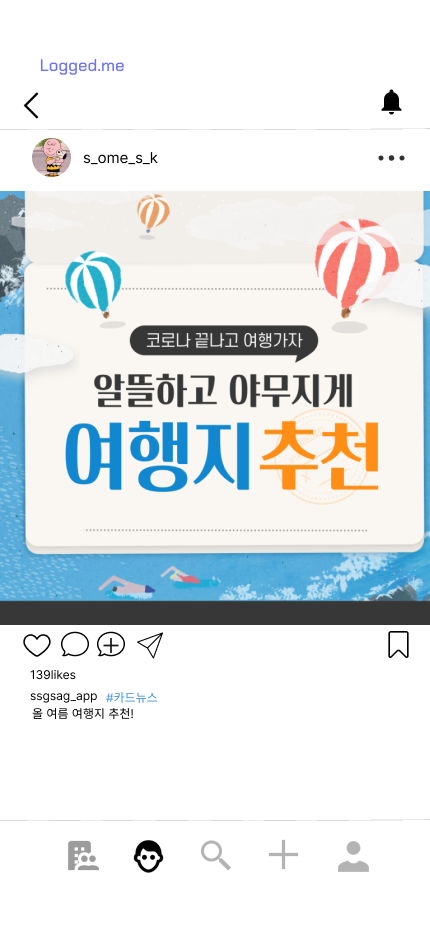 Logged.me
s_ome_s_k
코로나 끝나고 여행가자
알뜰하고 야무지게
여행지 추천
139likes
ssgsag_app #카드뉴스
올 여름 여행지 추천!